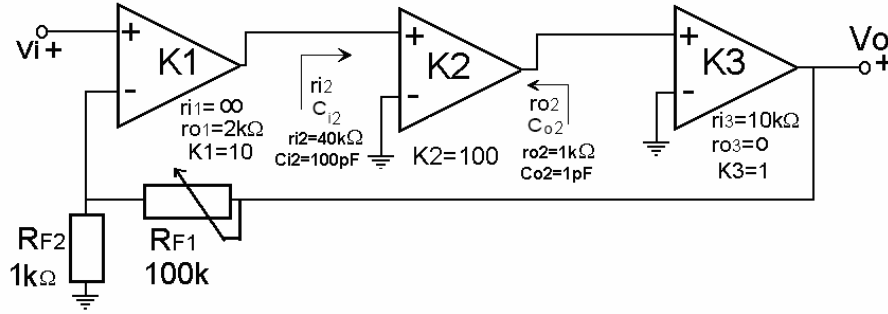 Vi +
+
-
K1
ri1=∞
ro1=2kΩ
K1=10
ri2
Ci2
ri2=40kΩ
Ci2=100pF
+
-
K2
K2=100
ro2
Co2
ro2=1kΩ
Co2=1pF
+
-
K3
ri3=10kΩ
ro3=0
K3=1
Vo
+
RF2
1kΩ
RF1
100k